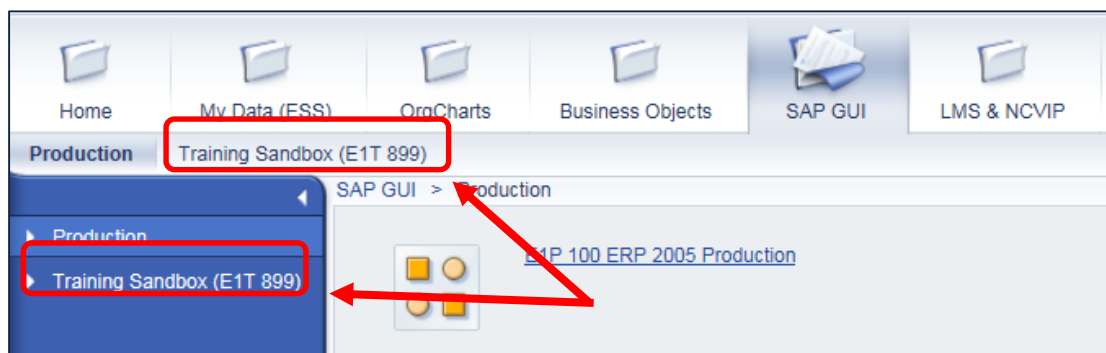 Home My Data (ESS) OrgCharts Business Objects SAP GUI LMS & NCVIP
Production Training Sandbox (E1T 899)
SAP GUI > Production
Production
E1P 100 ERP 2005 Production
Training Sandbox (E1T 899)